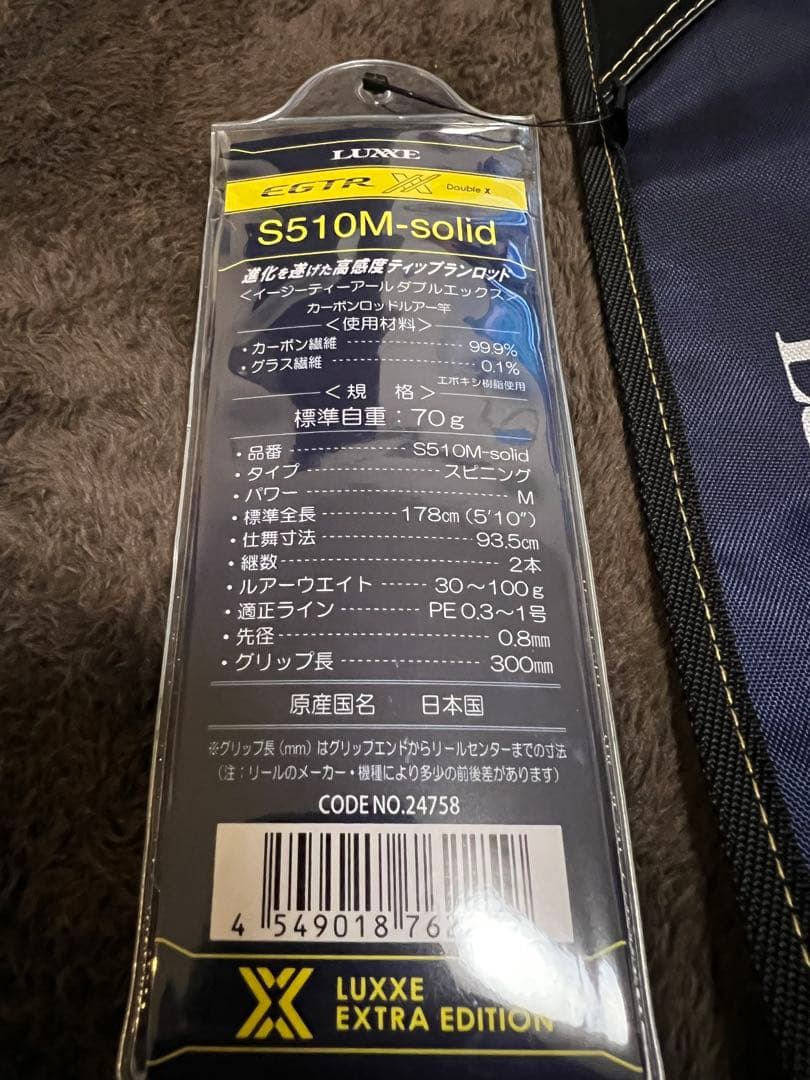 LUXXE
EGTR XX Double X
S510M-solid
進化を遂げた高感度ティップランロット
<イージーティーアール ダブルエックス>
カーボンロッドルアー竿
<使用材料>
・カーボン繊維 ---------------- 99.9%
・グラス繊維 ---------------- 0.1%
エポキシ樹脂使用
<規 格>
標準自重：70g
・品番 ---------------- S510M-solid
・タイプ ---------------- スピニング
・パワー ---------------- M
・標準全長 -------- 178cm (5'10")
・仕舞寸法 ---------------- 93.5cm
・継数 ---------------- 2本
・ルアーウエイト ------ 30～100g
・適正ライン ---------- PE 0.3～1号
・先径 ---------------- 0.8mm
・グリップ長 ---------------- 300mm
原産国名 日本国
※グリップ長(mm)はグリップエンドからリールセンターまでの寸法
(注：リールのメーカー・機種により多少の前後差があります)
CODE NO.24758
4 549018 76
XX LUXXE
EXTRA EDITION